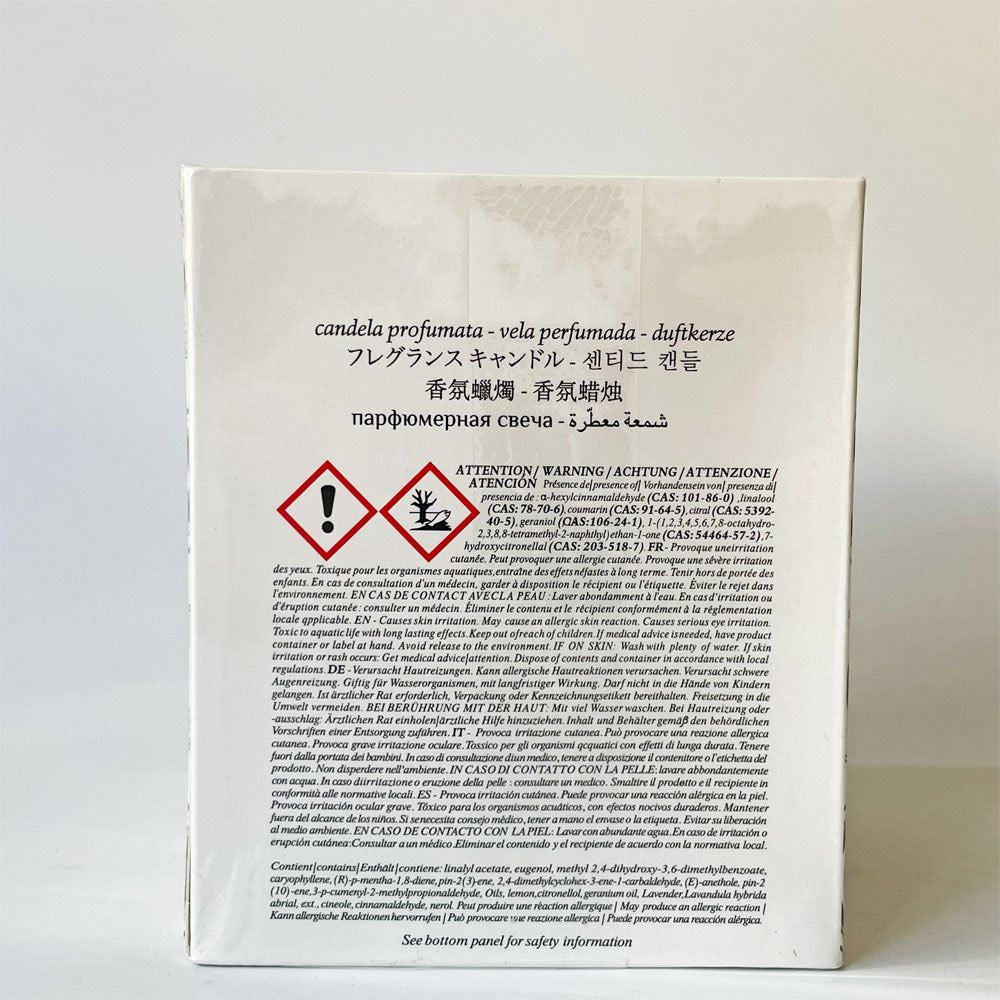 candela profumata - vela perfumada - duftkerze
フレグランスキャンドル - 센티드 캔들
香氛蠟燭 - 香氛蜡烛
парфюмерная свеча - شمعة معطّرة
ATTENTION / WARNING / ACHTUNG / ATTENZIONE /
ATENCIÓN Présence de|presence of| Vorhandensein von| presenza di|
presencia de : α-hexylcinnamaldehyde (CAS: 101-86-0) ,linalool
(CAS: 78-70-6), coumarin (CAS: 91-64-5),citral (CAS: 5392-
40-5), geraniol (CAS:106-24-1), 1-(1,2,3,4,5,6,7,8-octahydro-
2,3,8,8-tetramethyl-2-naphthyl)ethan-1-one (CAS: 54464-57-2) ,7-
hydroxycitronellal (CAS: 203-518-7). FR - Provoque uneirritation
cutanée. Peut provoquer une allergie cutanée. Provoque une sévère irritation
des yeux. Toxique pour les organismes aquatiques,entraîne des effets néfastes à long terme. Tenir hors de portée des
enfants. En cas de consultation d'un médecin, garder à disposition le récipient ou l'étiquette. Éviter le rejet dans
l'environnement. EN CAS DE CONTACT AVECLA PEAU : Laver abondamment à l'eau. En cas d'irritation ou
d'éruption cutanée : consulter un médecin. Éliminer le contenu et le récipient conformément à la réglementation
locale qpplicable. EN - Causes skin irritation. May cause an allergic skin reaction. Causes serious eye irritation.
Toxic to aquatic life with long lasting effects. Keep out ofreach of children.If medical advice isneeded, have product
container or label at hand. Avoid release to the environment. IF ON SKIN: Wash with plenty of water. If skin
irritation or rash occurs: Get medical advice|attention. Dispose of contents and container in accordance with local
regulations. DE - Verursacht Hautreizungen. Kann allergische Hautreaktionen verursachen. Verursacht schwere
Augenreizung. Giftig für Wasserorganismen, mit langfristiger Wirkung. Darf nicht in die Hände von Kindern
gelangen. Ist ärztlicher Rat erforderlich, Verpackung oder Kennzeichnungsetikett bereithalten. Freisetzung in die
Umwelt vermeiden. BEI BERÜHRUNG MIT DER HAUT: Mit viel Wasser waschen. Bei Hautreizung oder
-ausschlag: Ärztlichen Rat einholen|ärztliche Hilfe hinzuziehen. Inhalt und Behälter gemäß den behördlichen
Vorschriften einer Entsorgung zuführen. IT - Provoca irritazione cutanea. Può provocare una reazione allergica
cutanea. Provoca grave irritazione oculare. Tossico per gli organismi qcquatici con effetti di lunga durata. Tenere
fuori dalla portata dei bambini. In caso di consultazione diun medico, tenere a disposizione il contenitore o l'etichetta del
prodotto. Non disperdere nell'ambiente. IN CASO DI CONTATTO CON LA PELLE: lavare abbondantemente
con acqua. In caso diirritazione o eruzione della pelle : consultare un medico. Smaltire il prodotto e il recipiente in
conformità alle normative locali. ES - Provoca irritación cutánea. Puede provocar una reacción alérgica en la piel.
Provoca irritación ocular grave. Tóxico para los organismos acuáticos, con efectos nocivos duraderos. Mantener
fuera del alcance de los niños. Si senecesita consejo médico, tener a mano el envase o la etiqueta. Evitar su liberación
al medio ambiente. EN CASO DE CONTACTO CON LA PIEL: Lavar con abundante agua. En caso de irritación o
erupción cutánea: Consultar a un médico. Eliminar el contenido y el recipiente de acuerdo con la normativa local.
Contient|contains|Enthält|contiene: linalyl acetate, eugenol, methyl 2,4-dihydroxy-3,6-dimethylbenzoate,
caryophyllene, (R)-p-mentha-1,8-diene, pin-2(3)-ene, 2,4-dimethylcyclohex-3-ene-1-carbaldehyde, (E)-anethole, pin-2
(10)-ene,3-p-cumenyl-2-methylpropionaldehyde, Oils, lemon, citronellol, geranium oil, Lavender, Lavandula hybrida
abrial, ext., cineole, cinnamaldehyde, nerol. Peut produire une réaction allergique | May produce an allergic reaction |
Kann allergische Reaktionen hervorrufen | Può provocare una reazione allergica | Puede provocar una reacción alérgica.
See bottom panel for safety information